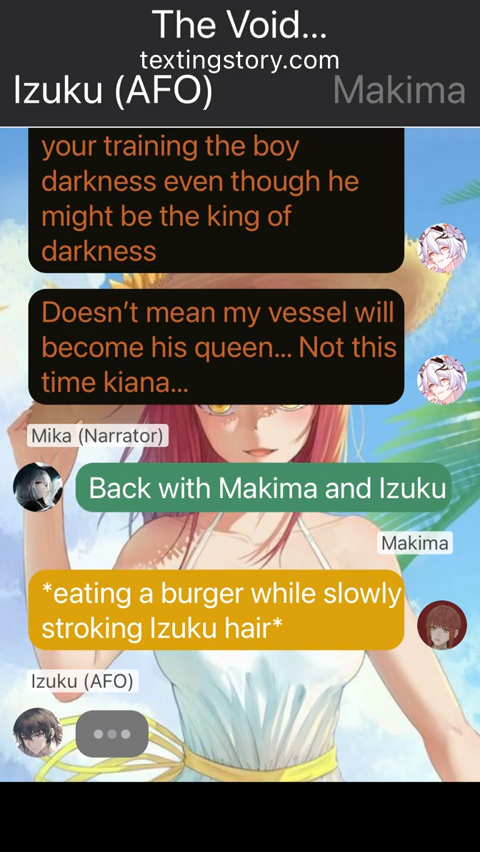 The Void...
textingstory.com
Izuku (AFO)
Makima
your training the boy
darkness even though he
might be the king of
darkness
Doesn't mean my vessel will
become his queen... Not this
time kiana...
Mika (Narrator)
Back with Makima and Izuku
Makima
*eating a burger while slowly
stroking Izuku hair*
Izuku (AFO)